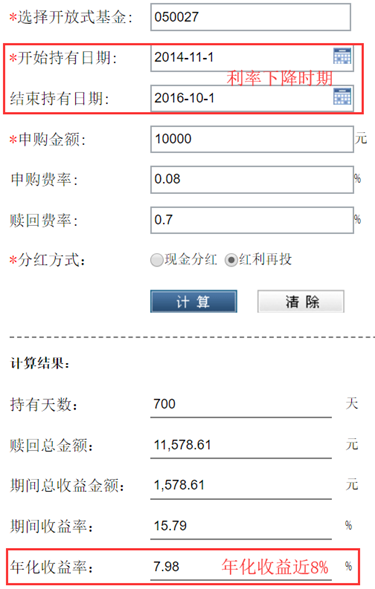 *选择开放式基金: 050027
*开始持有日期: 2014-11-1
利率下降时期
结束持有日期: 2016-10-1
*申购金额: 10000 元
申购费率: 0.08 %
赎回费率: 0.7 %
*分红方式: 现金分红 红利再投
计算 清除
计算结果:
持有天数: 700 天
赎回总金额: 11,578.61 元
期间总收益金额: 1,578.61 元
期间收益率: 15.79 %
年化收益率: 7.98 年化收益近8% %